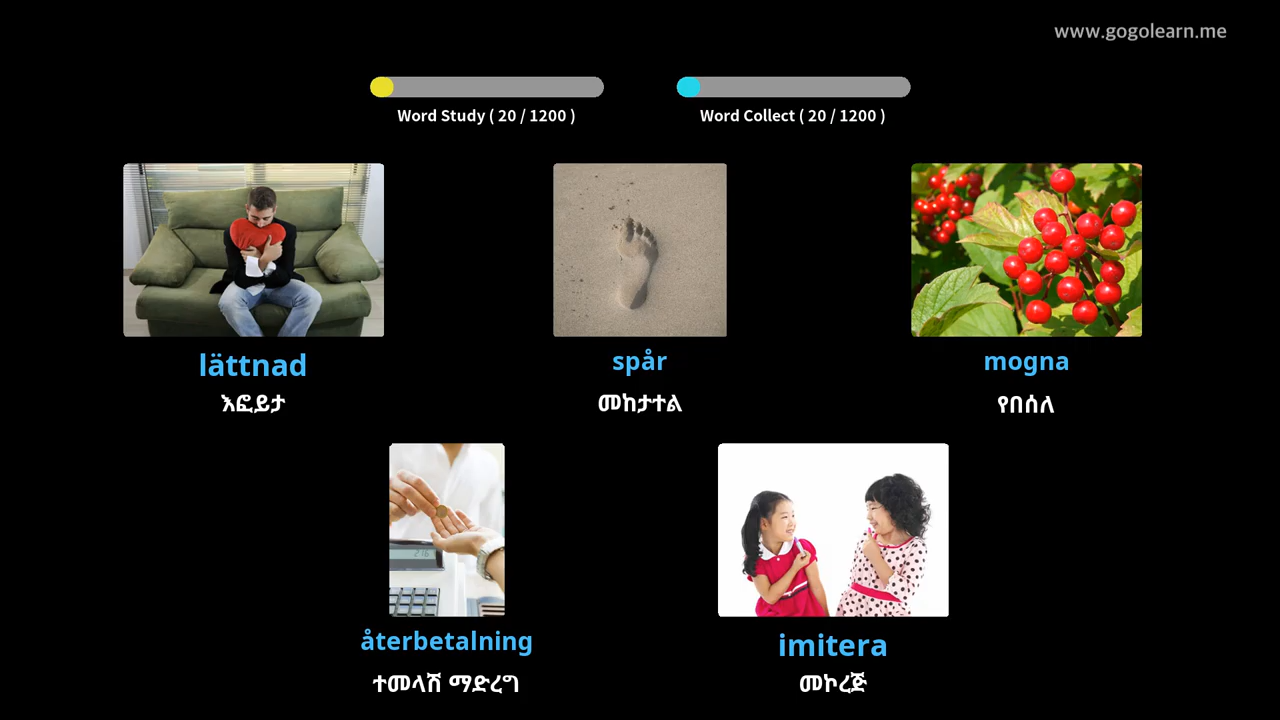 www.gogolearn.me
Word Study ( 20 / 1200 )
Word Collect ( 20 / 1200 )
lättnad
እፎይታ
spår
መከታተል
mogna
የበሰለ
återbetalning
ተመላሽ ማድረግ
imitera
መኮረጅ